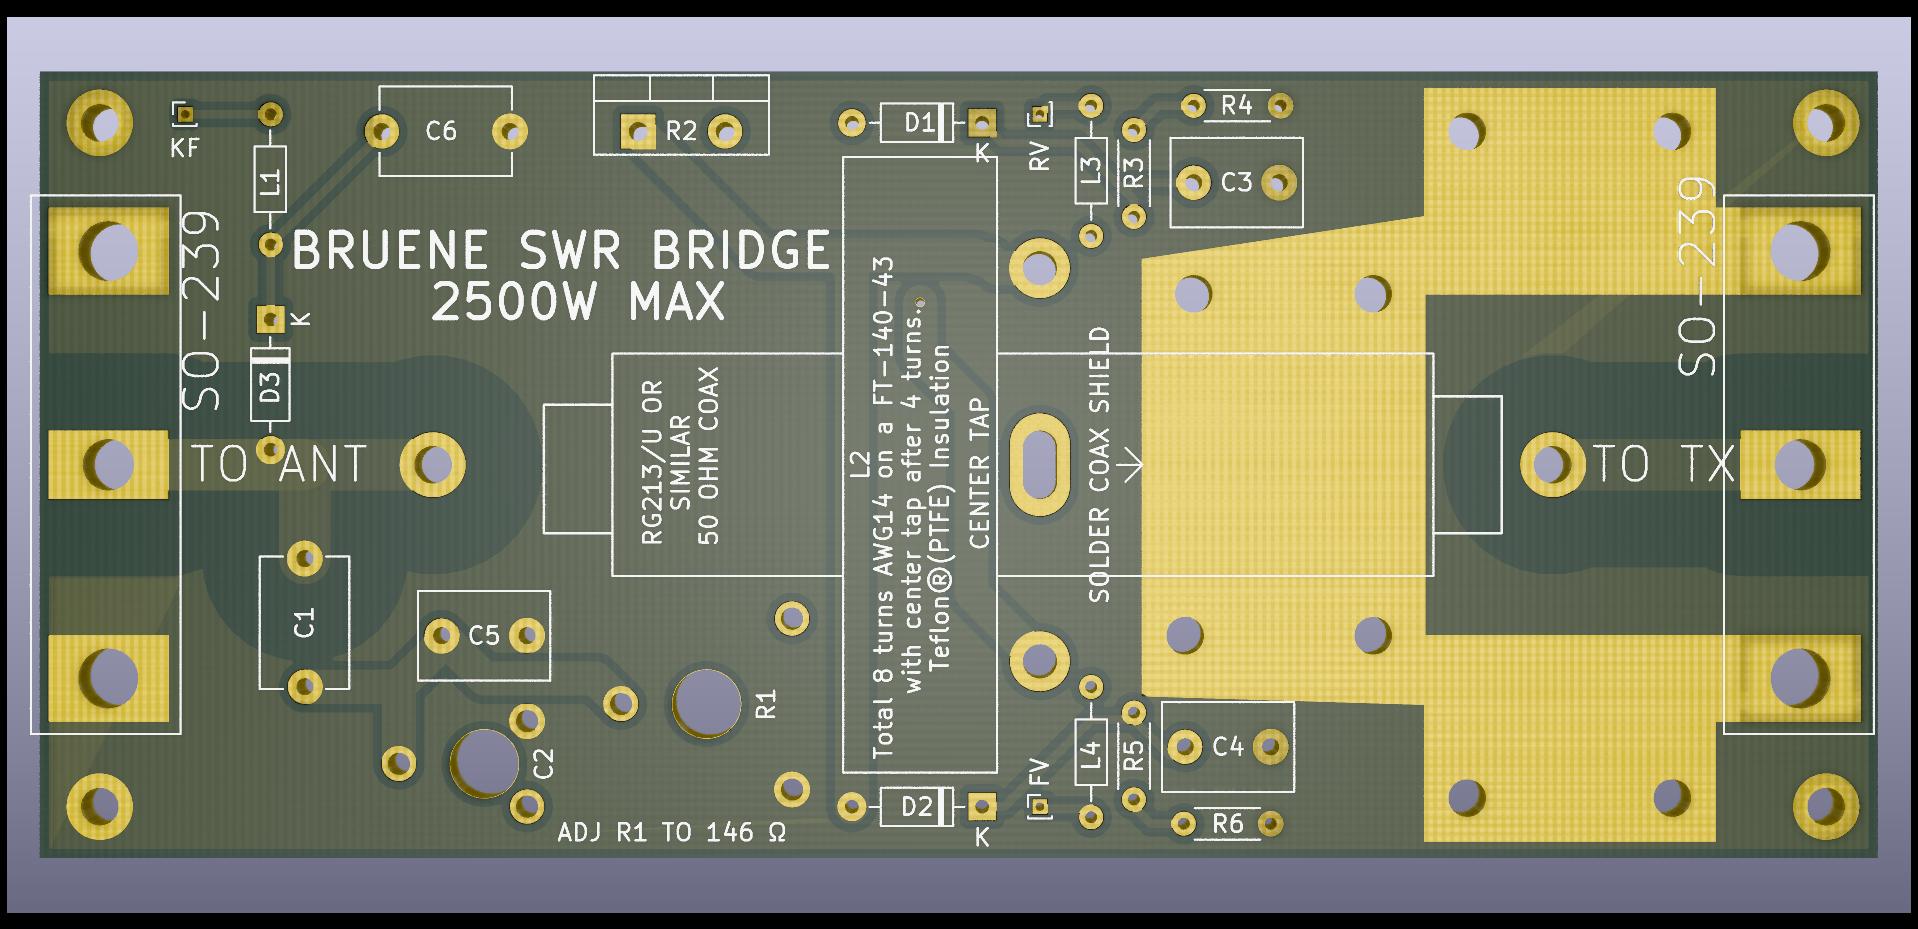 KF
L1
C6
R2
D1
K
RV
L3
R3
R4
C3
SO-239
BRUENE SWR BRIDGE
2500W MAX
K
D3
TO ANT
RG213/U OR
SIMILAR
50 OHM COAX
L2
Total 8 turns AWG14 on a FT-140-43
with center tap after 4 turns.
Teflon®(PTFE) Insulation
CENTER TAP
SOLDER COAX SHIELD
SO-239
TO TX
C1
C5
R1
C2
ADJ R1 TO 146 Ω
D2
K
FV
L4
R5
C4
R6